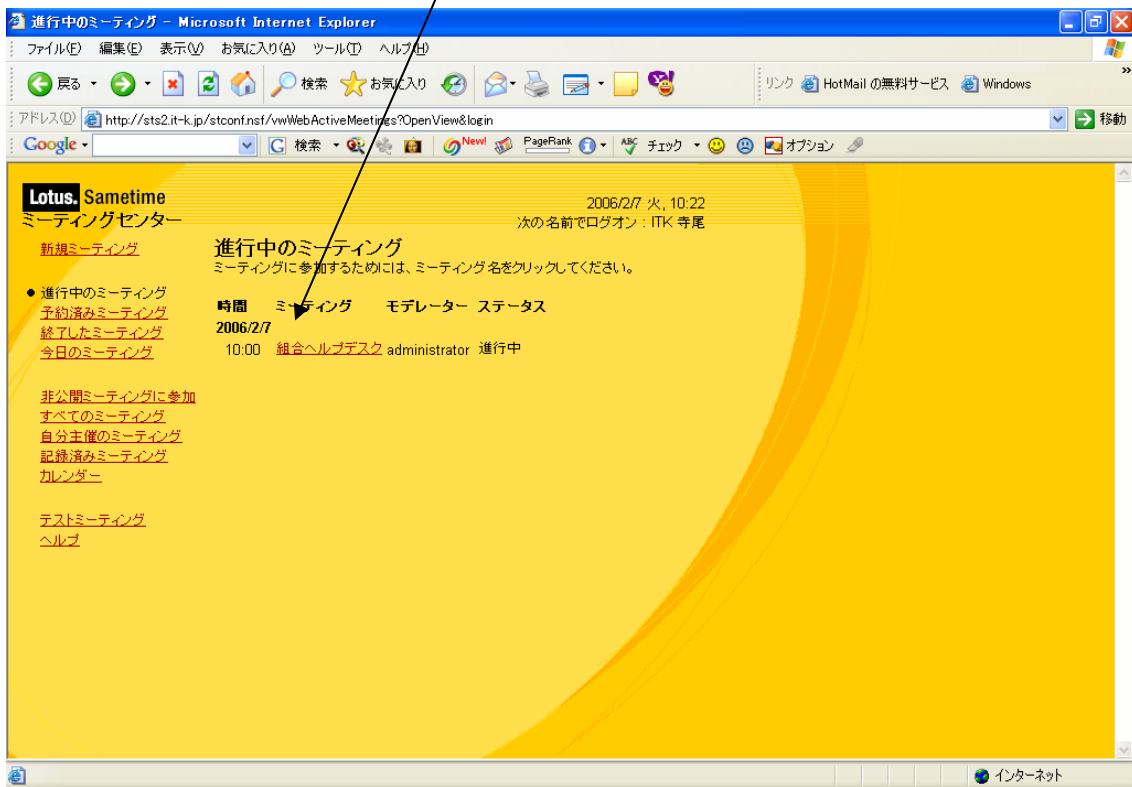 進行中のミーティング - Microsoft Internet Explorer
ファイル(F) 編集(E) 表示(V) お気に入り(A) ツール(T) ヘルプ(H)
戻る 検索 お気に入り リンク HotMail の無料サービス Windows »
アドレス(D) http://sts2.it-k.jp/stconf.nsf/vwWebActiveMeetings?OpenView&login 移動
Google G 検索 New! PageRank ABC チェック オプション
Lotus. Sametime
ミーティングセンター
2006/2/7 火, 10:22
次の名前でログオン : ITK 寺尾
新規ミーティング
進行中のミーティング
ミーティングに参加するためには、ミーティング名をクリックしてください。
● 進行中のミーティング
予約済みミーティング
終了したミーティング
今日のミーティング
時間 ミーティング モデレーター ステータス
2006/2/7
10:00 組合ヘルプデスク administrator 進行中
非公開ミーティングに参加
すべてのミーティング
自分主催のミーティング
記録済みミーティング
カレンダー
テストミーティング
ヘルプ
インターネット